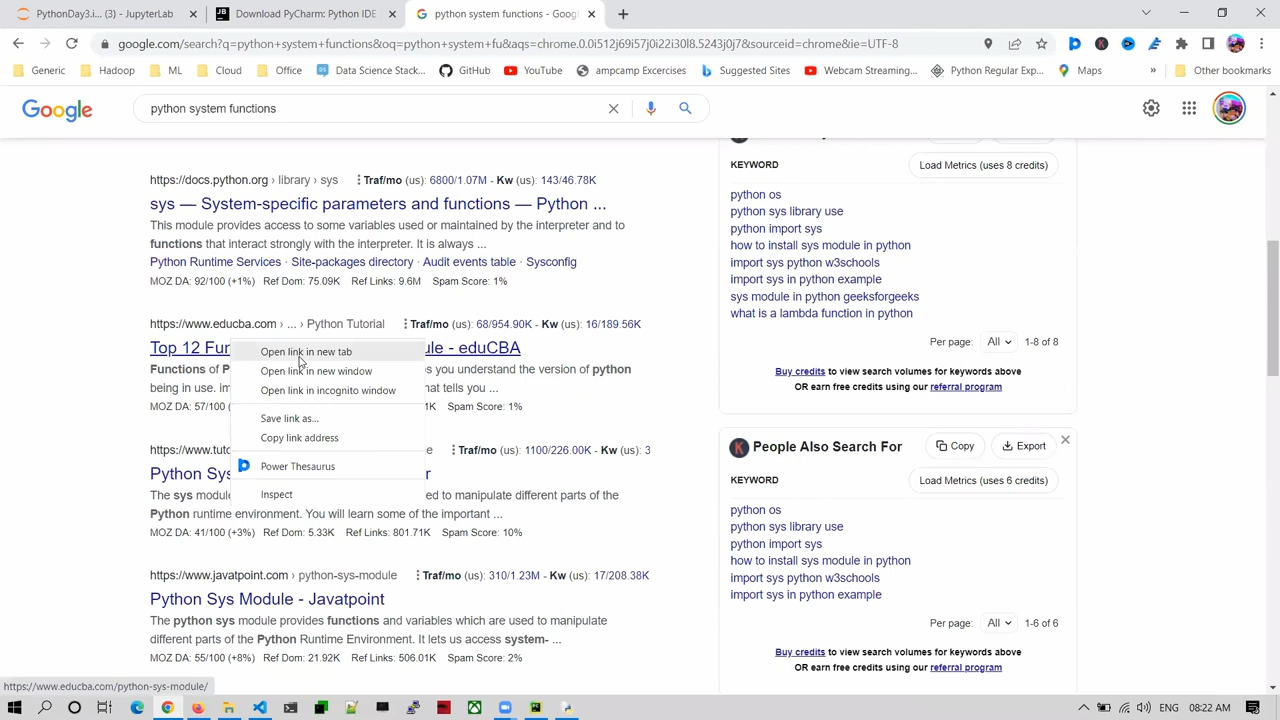 PythonDay3.i... (3) - JupyterLab
Download PyCharm: Python IDE
python system functions - Goog
google.com/search?q=python+system+functions&oq=python+system+fu&aqs=chrome.0.0i512j69i57j0i22i30l8.5243j0j7&sourceid=chrome&ie=UTF-8
Generic
Hadoop
ML
Cloud
Office
Data Science Stack...
GitHub
YouTube
ampcamp Excercises
Suggested Sites
Webcam Streaming...
Python Regular Exp...
Maps
»
Other bookmarks
Google
python system functions
https://docs.python.org › library › sys
Traf/mo (us): 6800/1.07M - Kw (us): 143/46.78K
sys — System-specific parameters and functions — Python ...
This module provides access to some variables used or maintained by the interpreter and to
functions that interact strongly with the interpreter. It is always ...
Python Runtime Services · Site-packages directory · Audit events table · Sysconfig
MOZ DA: 92/100 (+1%) Ref Dom: 75.09K Ref Links: 9.6M Spam Score: 1%
https://www.educba.com › ... › Python Tutorial
Traf/mo (us): 68/954.90K - Kw (us): 16/189.56K
Top 12 Fun
ule - eduCBA
Functions of P
ps you understand the version of python
being in use. im
hat tells you ...
MOZ DA: 57/100
1K Spam Score: 1%
Open link in new tab
Open link in new window
Open link in incognito window
Save link as...
Copy link address
Power Thesaurus
Inspect
https://www.tuto
e
Traf/mo (us): 1100/226.00K - Kw (us): 3
Python Sys
r
The sys module
ed to manipulate different parts of the
Python runtime environment. You will learn some of the important ...
MOZ DA: 41/100 (+3%) Ref Dom: 5.33K Ref Links: 801.71K Spam Score: 10%
https://www.javatpoint.com › python-sys-module
Traf/mo (us): 310/1.23M - Kw (us): 17/208.38K
Python Sys Module - Javatpoint
The python sys module provides functions and variables which are used to manipulate
different parts of the Python Runtime Environment. It lets us access system- ...
MOZ DA: 55/100 (+8%) Ref Dom: 21.92K Ref Links: 506.01K Spam Score: 2%
https://www.educba.com/python-sys-module/
KEYWORD
Load Metrics (uses 8 credits)
python os
python sys library use
python import sys
how to install sys module in python
import sys python w3schools
import sys in python example
sys module in python geeksforgeeks
what is a lambda function in python
Per page: All 1-8 of 8
Buy credits to view search volumes for keywords above
OR earn free credits using our referral program
People Also Search For
Copy
Export
KEYWORD
Load Metrics (uses 6 credits)
python os
python sys library use
python import sys
how to install sys module in python
import sys python w3schools
import sys in python example
Per page: All 1-6 of 6
Buy credits to view search volumes for keywords above
OR earn free credits using our referral program
ENG
08:22 AM